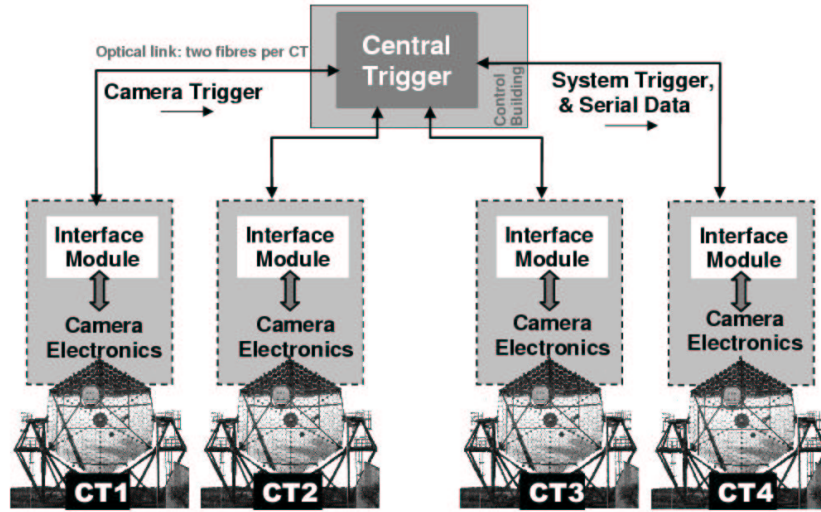 Central
Trigger
Control
Building
Optical link: two fibres per CT
Camera Trigger
System Trigger,
& Serial Data
Interface
Module
Camera
Electronics
CT1
Interface
Module
Camera
Electronics
CT2
Interface
Module
Camera
Electronics
CT3
Interface
Module
Camera
Electronics
CT4